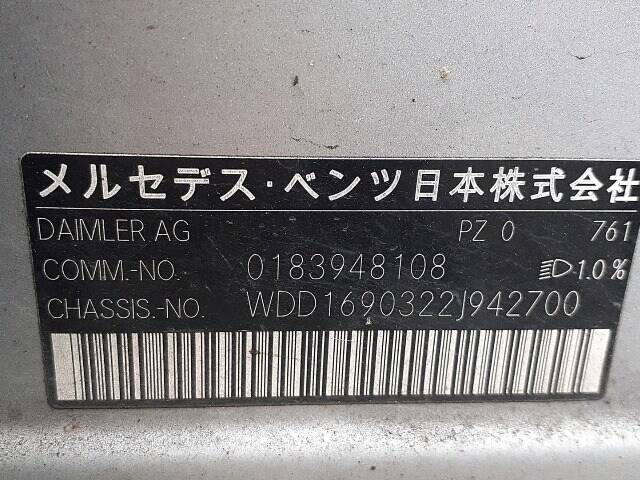 メルセデス・ベンツ日本株式会社
DAIMLER AG PZ 0 761
COMM.-NO. 0183948108 1.0%
CHASSIS.-NO. WDD1690322J942700